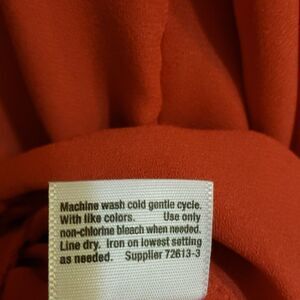 Machine wash cold gentle cycle.
With like colors. Use only
non-chlorine bleach when needed.
Line dry. Iron on lowest setting
as needed. Supplier 72613-3